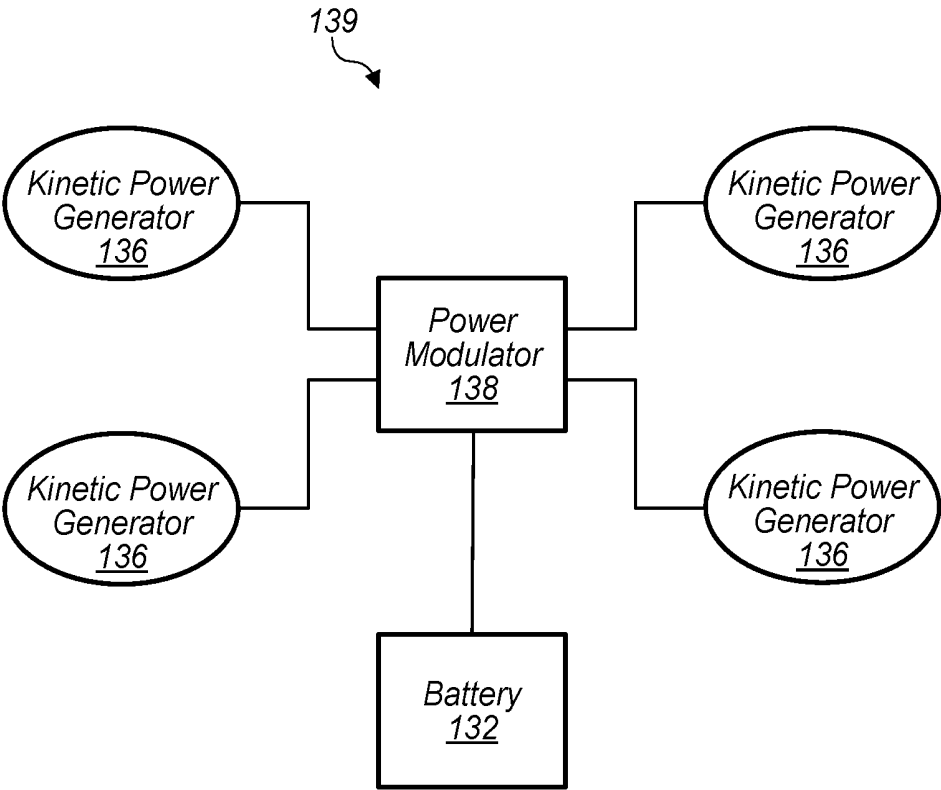 139
Kinetic Power
Generator
136
Kinetic Power
Generator
136
Power
Modulator
138
Kinetic Power
Generator
136
Kinetic Power
Generator
136
Battery
132